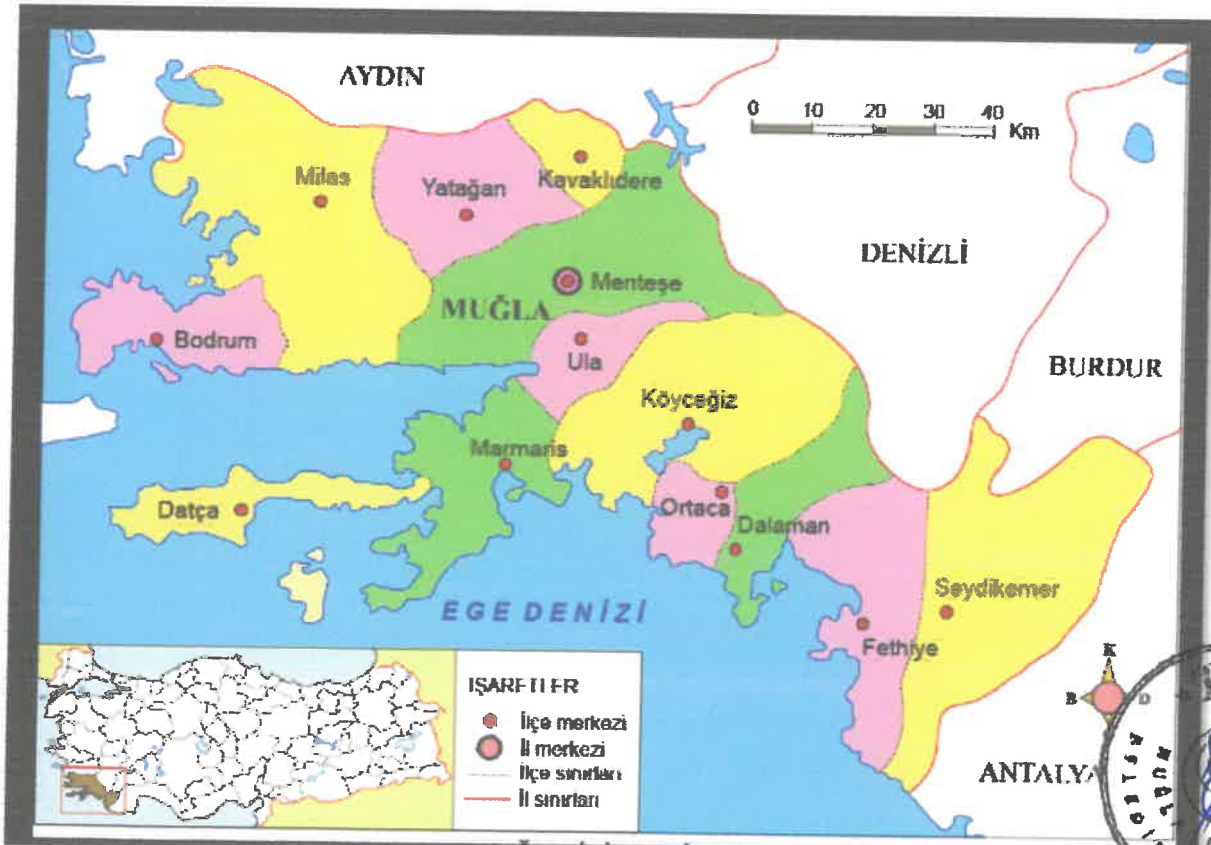 AYDIN
0 10 20 30 40 Km
Milas
Yatağan
Kavaklıdere
DENİZLİ
Menteşe
MUĞLA
Bodrum
Ula
BURDUR
Köyceğiz
Marmaris
Datça
Ortaca
Dalaman
Seydikemer
EGE DENİZİ
Fethiye
K
B D
İŞARETLER
İlçe merkezi
İl merkezi
İlçe sınırları
İl sınırları
ANTALYA